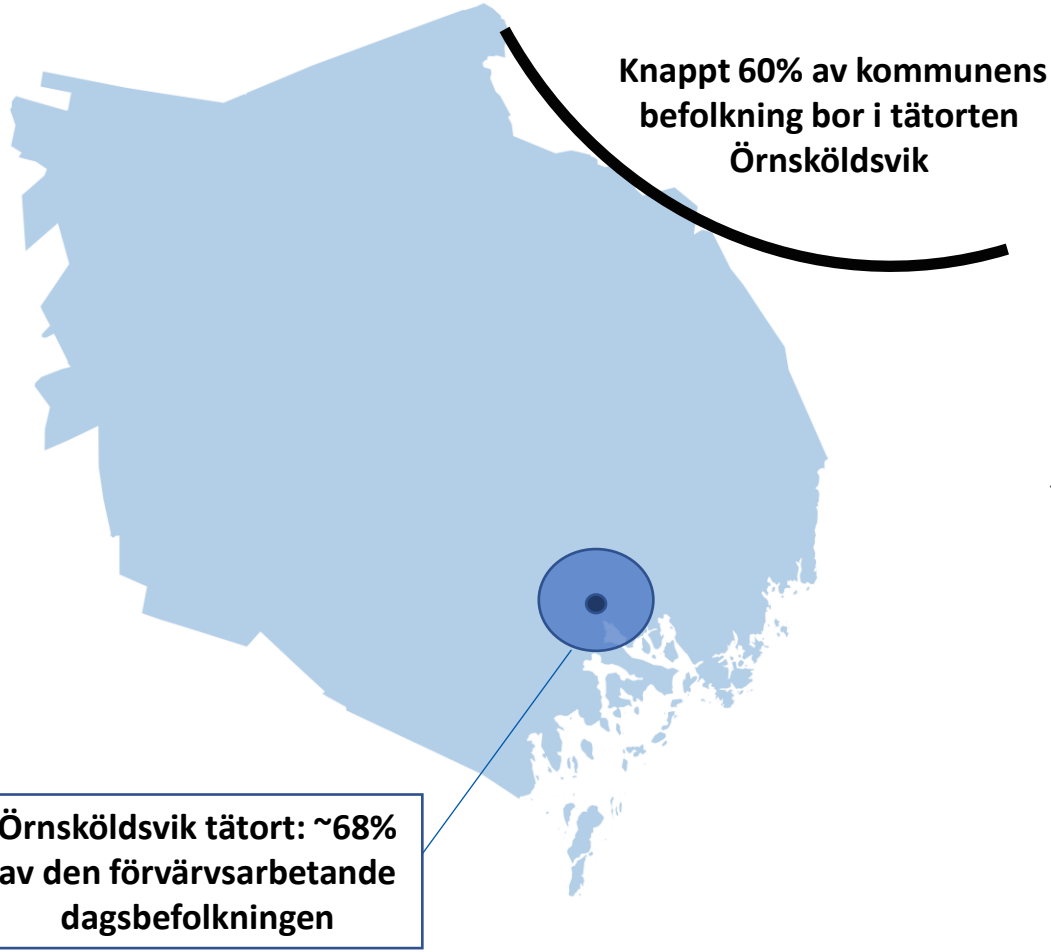 Knappt 60% av kommunens
befolkning bor i tätorten
Örnsköldsvik
Örnsköldsvik tätort: ~68%
av den förvärvsarbetande
dagsbefolkningen